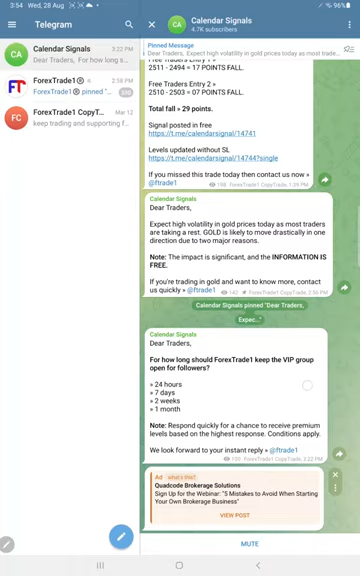 3:54 Wed, 28 Aug
96%
Telegram
Calendar Signals 3:22 PM
Dear Traders, For how long s...
ForexTrade1 4 2:58 PM
ForexTrade1 pinned "...
ForexTrade1 CopyT... Mar 12
keep trading and supporting f...
CA
FC
Calendar Signals
4.7K subscribers
Pinned Message
Dear Traders, Expect high volatility in gold prices today as most trade...
Free Traders Entry 1 »
2511 - 2494 = 17 POINTS FALL.
Free Traders Entry 2 »
2510 - 2503 = 07 POINTS FALL.
Total fall » 29 points.
Signal posted in free
https://t.me/calendarsignal/14741
Levels updated without SL
https://t.me/calendarsignal/14744?single
If you missed this trade today then contact us now »
@ftrade1
198 ForexTrade1 CopyTrade, 1:39 PM
Calendar Signals
Dear Traders,
Expect high volatility in gold prices today as most traders
are taking a rest. GOLD is likely to move drastically in one
direction due to two major reasons.
Note: The impact is significant, and the INFORMATION IS
FREE.
If you're trading in gold and want to know more, contact
us quickly » @ftrade1
142 ForexTrade1 CopyTrade, 2:56 PM
Calendar Signals pinned "Dear Traders,
Expec..."
Calendar Signals
Dear Traders,
For how long should ForexTrade1 keep the VIP group
open for followers?
» 24 hours
» 7 days
» 2 weeks
» 1 month
Note: Respond quickly for a chance to receive premium
levels based on the highest response. Conditions apply.
We look forward to your instant reply » @ftrade1
ForexTrade1 CopyTrade, 3:22 PM
Ad what's this?
Quadcode Brokerage Solutions
Sign Up for the Webinar: "5 Mistakes to Avoid When Starting
Your Own Brokerage Business"
VIEW POST
MUTE